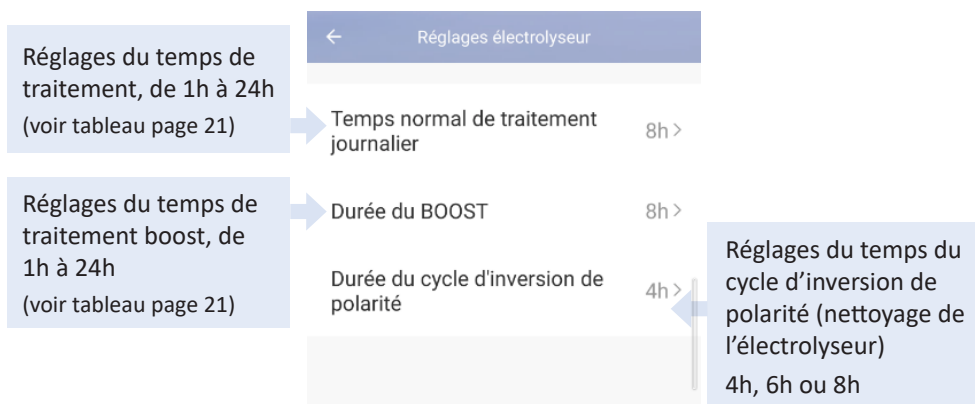 Réglages du temps de
traitement, de 1h à 24h
(voir tableau page 21)
Réglages du temps de
traitement boost, de
1h à 24h
(voir tableau page 21)
Réglages électrolyseur
Temps normal de traitement
journalier
8h
Durée du BOOST
8h
Durée du cycle d'inversion de
polarité
4h
Réglages du temps du
cycle d’inversion de
polarité (nettoyage de
l’électrolyseur)
4h, 6h ou 8h